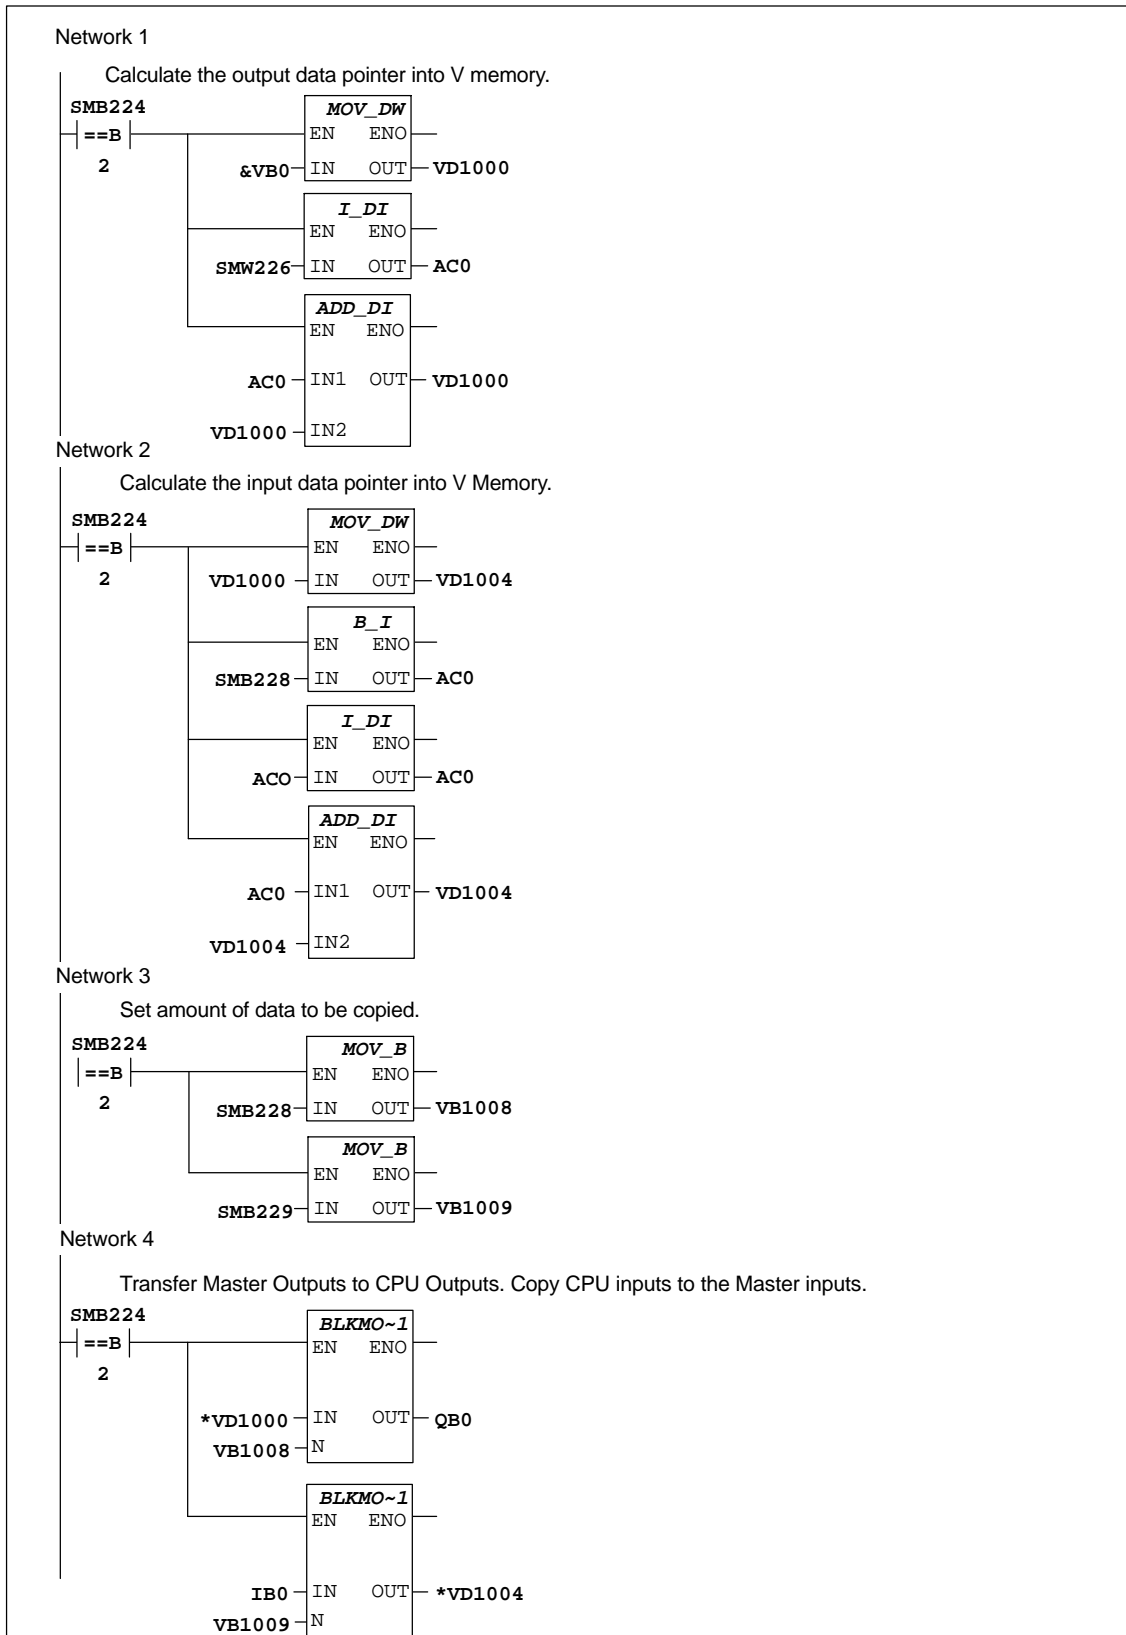 Network 1
Calculate the output data pointer into V memory.
SMB224
MOV_DW
==B
EN ENO
2
&VB0 IN OUT VD1000
I_DI
EN ENO
SMW226 IN OUT AC0
ADD_DI
EN ENO
AC0 IN1 OUT VD1000
VD1000 IN2
Network 2
Calculate the input data pointer into V Memory.
SMB224
MOV_DW
==B
EN ENO
2
VD1000 IN OUT VD1004
B_I
EN ENO
SMB228 IN OUT AC0
I_DI
EN ENO
ACO IN OUT AC0
ADD_DI
EN ENO
AC0 IN1 OUT VD1004
VD1004 IN2
Network 3
Set amount of data to be copied.
SMB224
MOV_B
==B
EN ENO
2
SMB228 IN OUT VB1008
MOV_B
EN ENO
SMB229 IN OUT VB1009
Network 4
Transfer Master Outputs to CPU Outputs. Copy CPU inputs to the Master inputs.
SMB224
BLKMO~1
==B
EN ENO
2
*VD1000 IN OUT QB0
VB1008 N
BLKMO~1
EN ENO
IB0 IN OUT *VD1004
VB1009 N